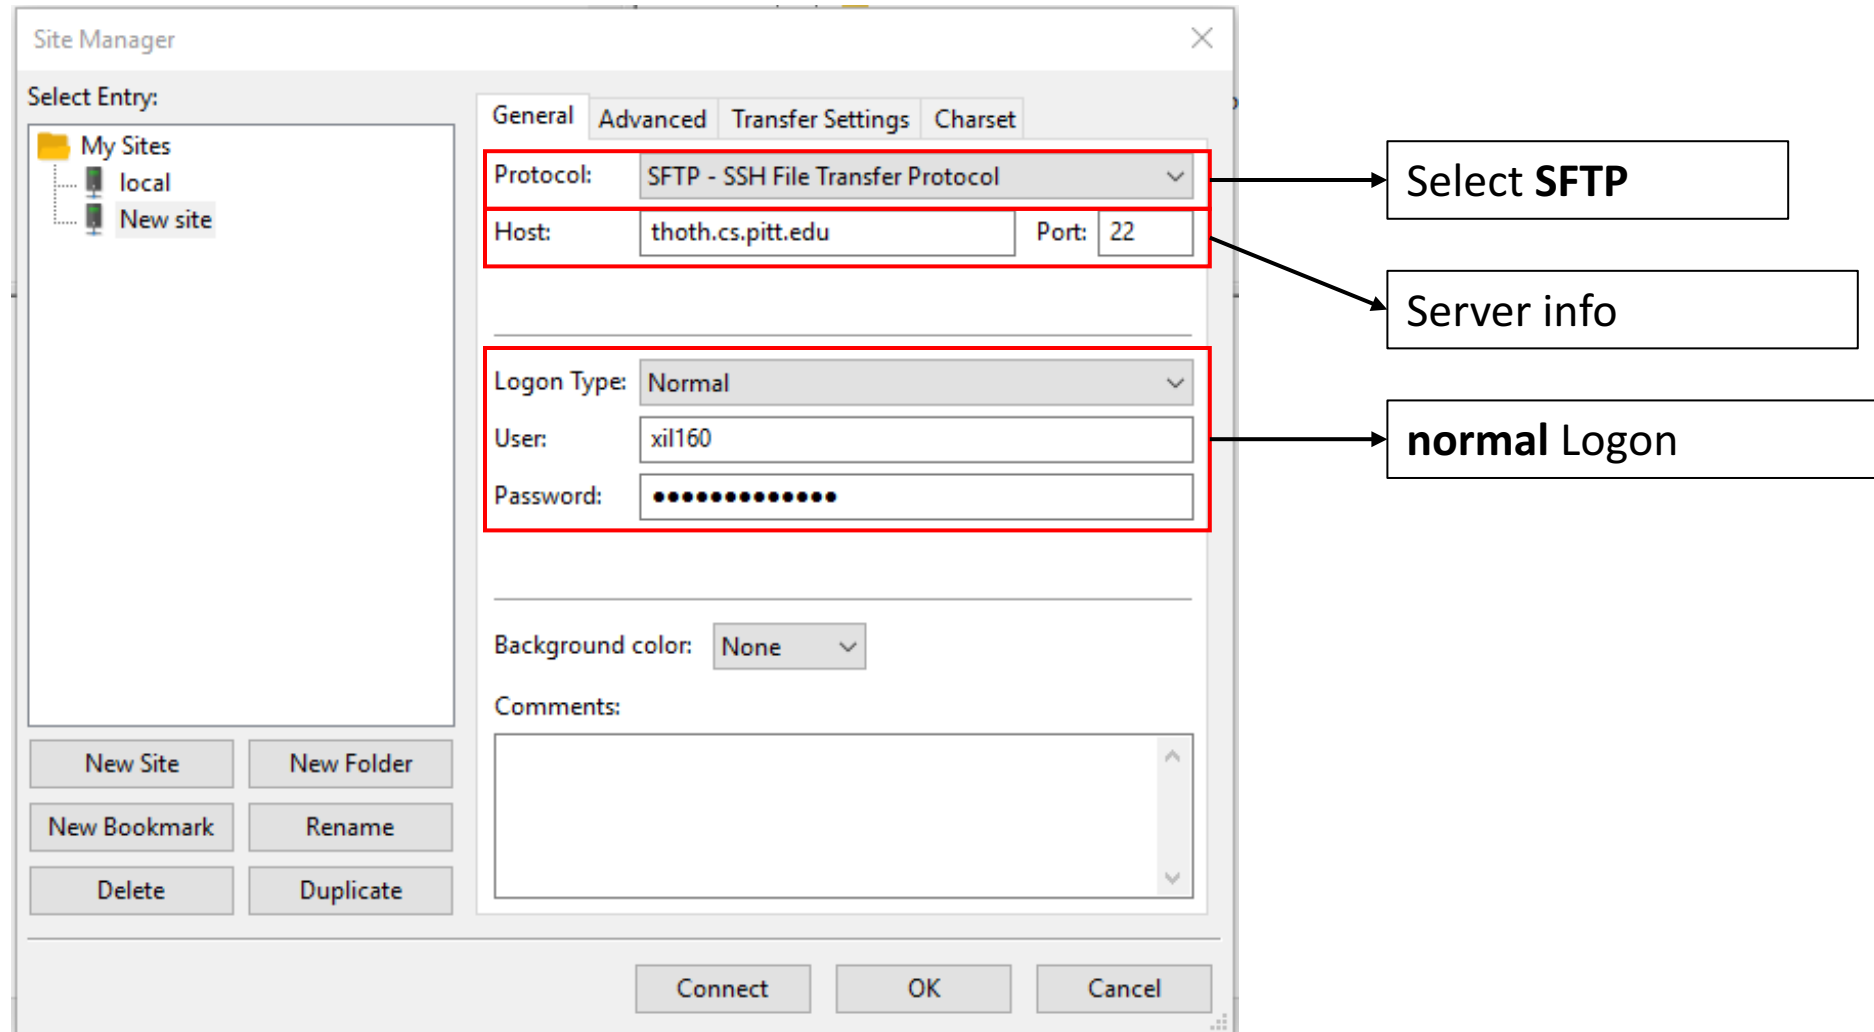 Site Manager
Select Entry:
My Sites
local
New site
New Site
New Folder
New Bookmark
Rename
Delete
Duplicate
General
Advanced
Transfer Settings
Charset
Protocol:
SFTP - SSH File Transfer Protocol
Host:
thoth.cs.pitt.edu
Port:
22
Logon Type:
Normal
User:
xil160
Password:
•••••••••••••
Background color:
None
Comments:
Connect
OK
Cancel
Select SFTP
Server info
normal Logon